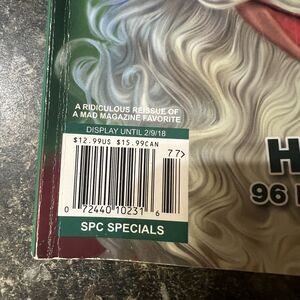 A RIDICULOUS REISSUE OF
A MAD MAGAZINE FAVORITE
DISPLAY UNTIL 2/9/18
$12.99US $15.99CAN
77>
0 72440 10231 6
SPC SPECIALS
H
96